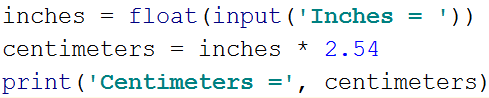 inches = float(input('Inches = '))
centimeters = inches * 2.54
print('Centimeters =', centimeters)